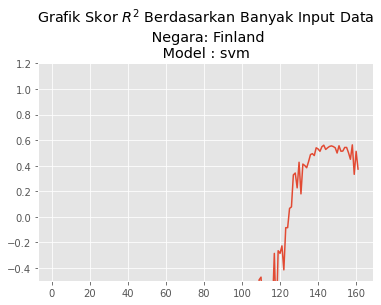 Grafik Skor $R^2$ Berdasarkan Banyak Input Data
Negara: Finland
Model : svm
1.2
1.0
0.8
0.6
0.4
0.2
0.0
−0.2
−0.4
0 20 40 60 80 100 120 140 160